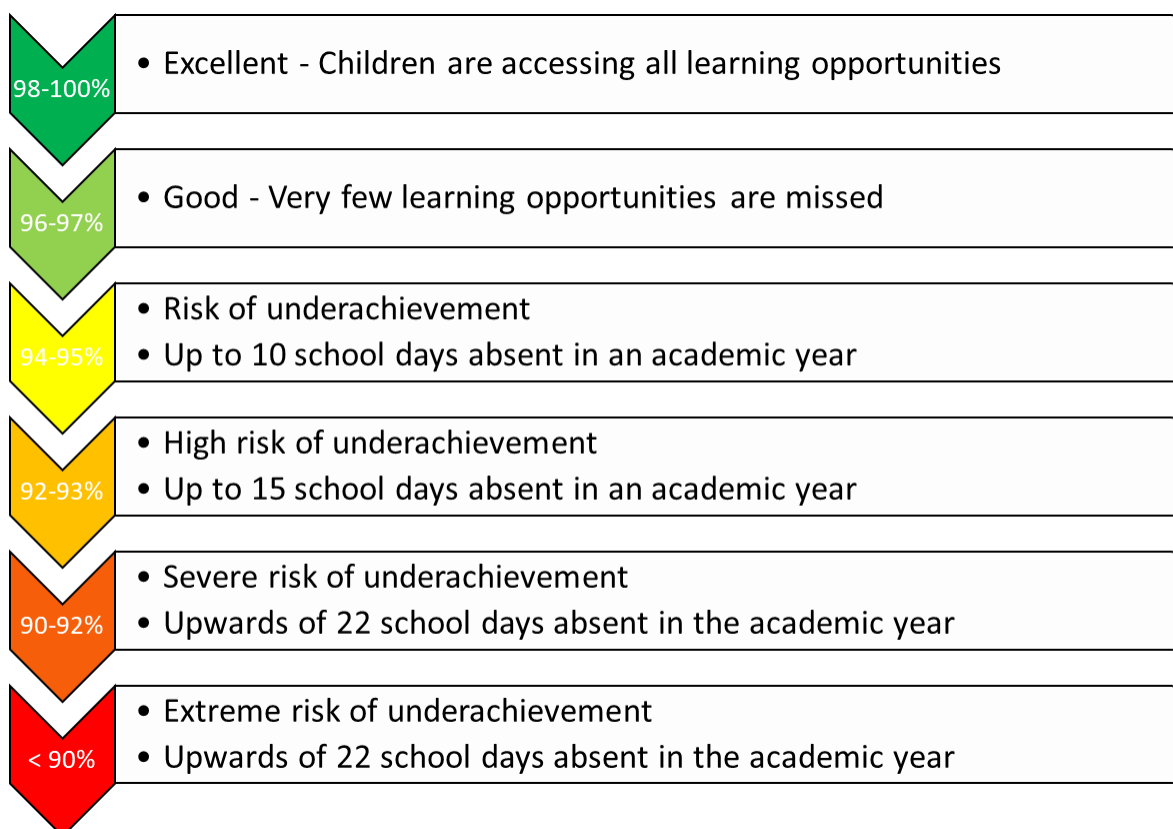 98-100%
• Excellent - Children are accessing all learning opportunities
96-97%
• Good - Very few learning opportunities are missed
94-95%
• Risk of underachievement
• Up to 10 school days absent in an academic year
92-93%
• High risk of underachievement
• Up to 15 school days absent in an academic year
90-92%
• Severe risk of underachievement
• Upwards of 22 school days absent in the academic year
< 90%
• Extreme risk of underachievement
• Upwards of 22 school days absent in the academic year